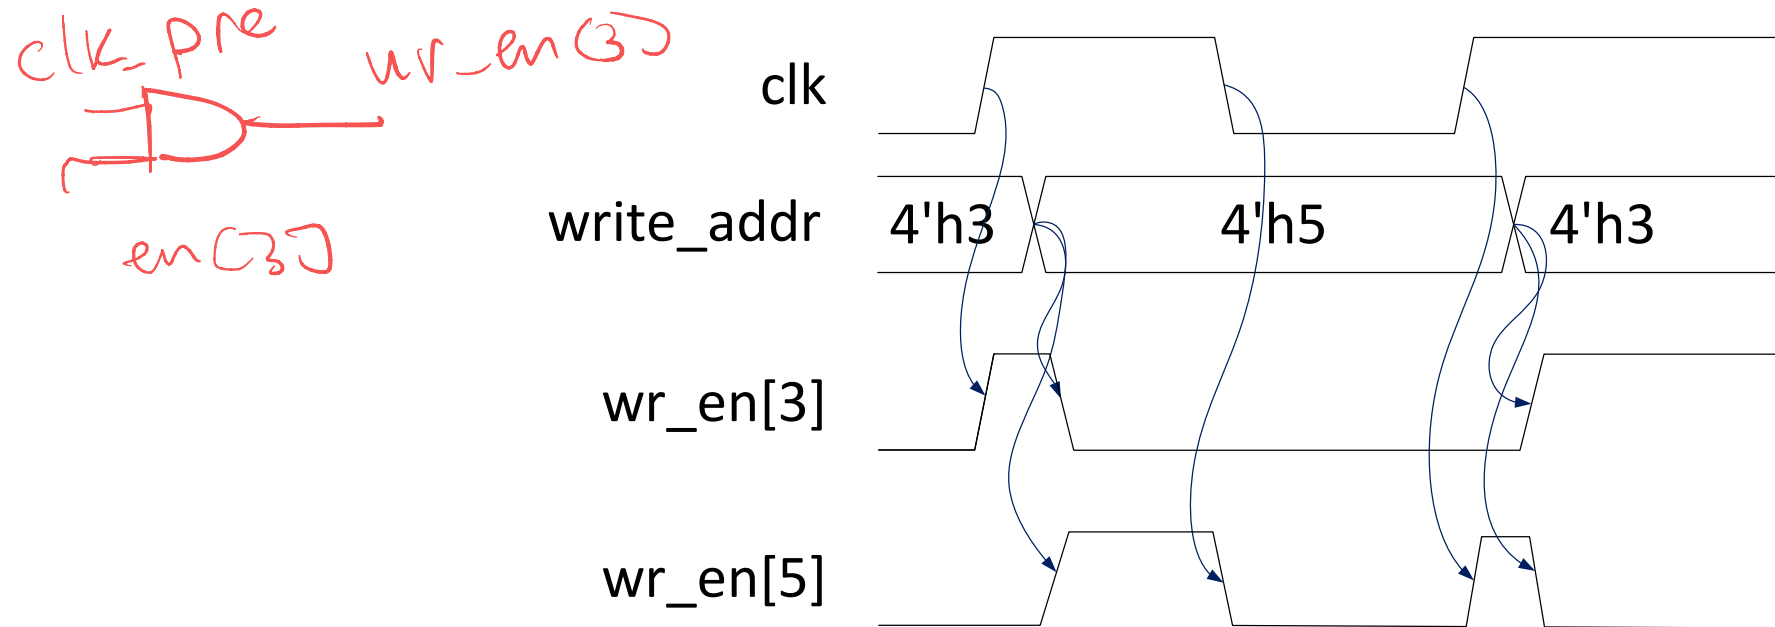 clk_pre
wr_en[3]
en[3]
clk
write_addr
4'h3 4'h5 4'h3
wr_en[3]
wr_en[5]